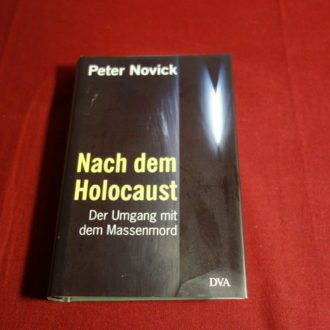 Peter Novick
Nach dem
Holocaust
Der Umgang mit
dem Massenmord
DVA